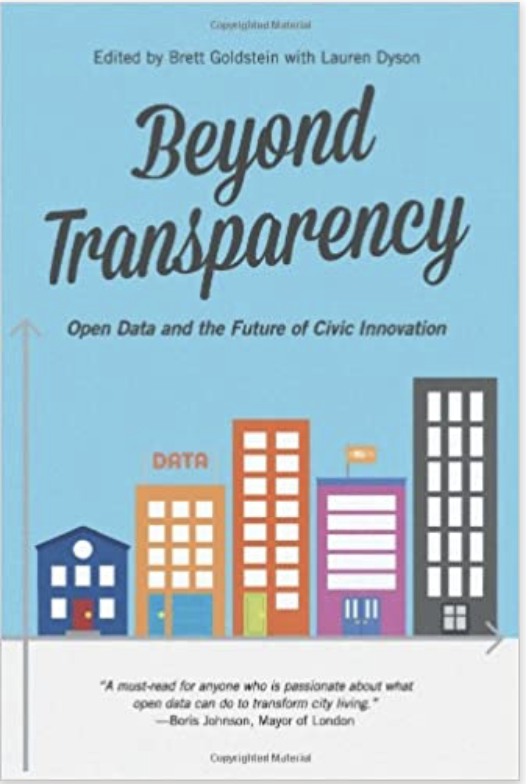 Copyrighted Material
Edited by Brett Goldstein with Lauren Dyson
Beyond
Transparency
Open Data and the Future of Civic Innovation
DATA
"A must-read for anyone who is passionate about what
open data can do to transform city living."
—Boris Johnson, Mayor of London
Copyrighted Material